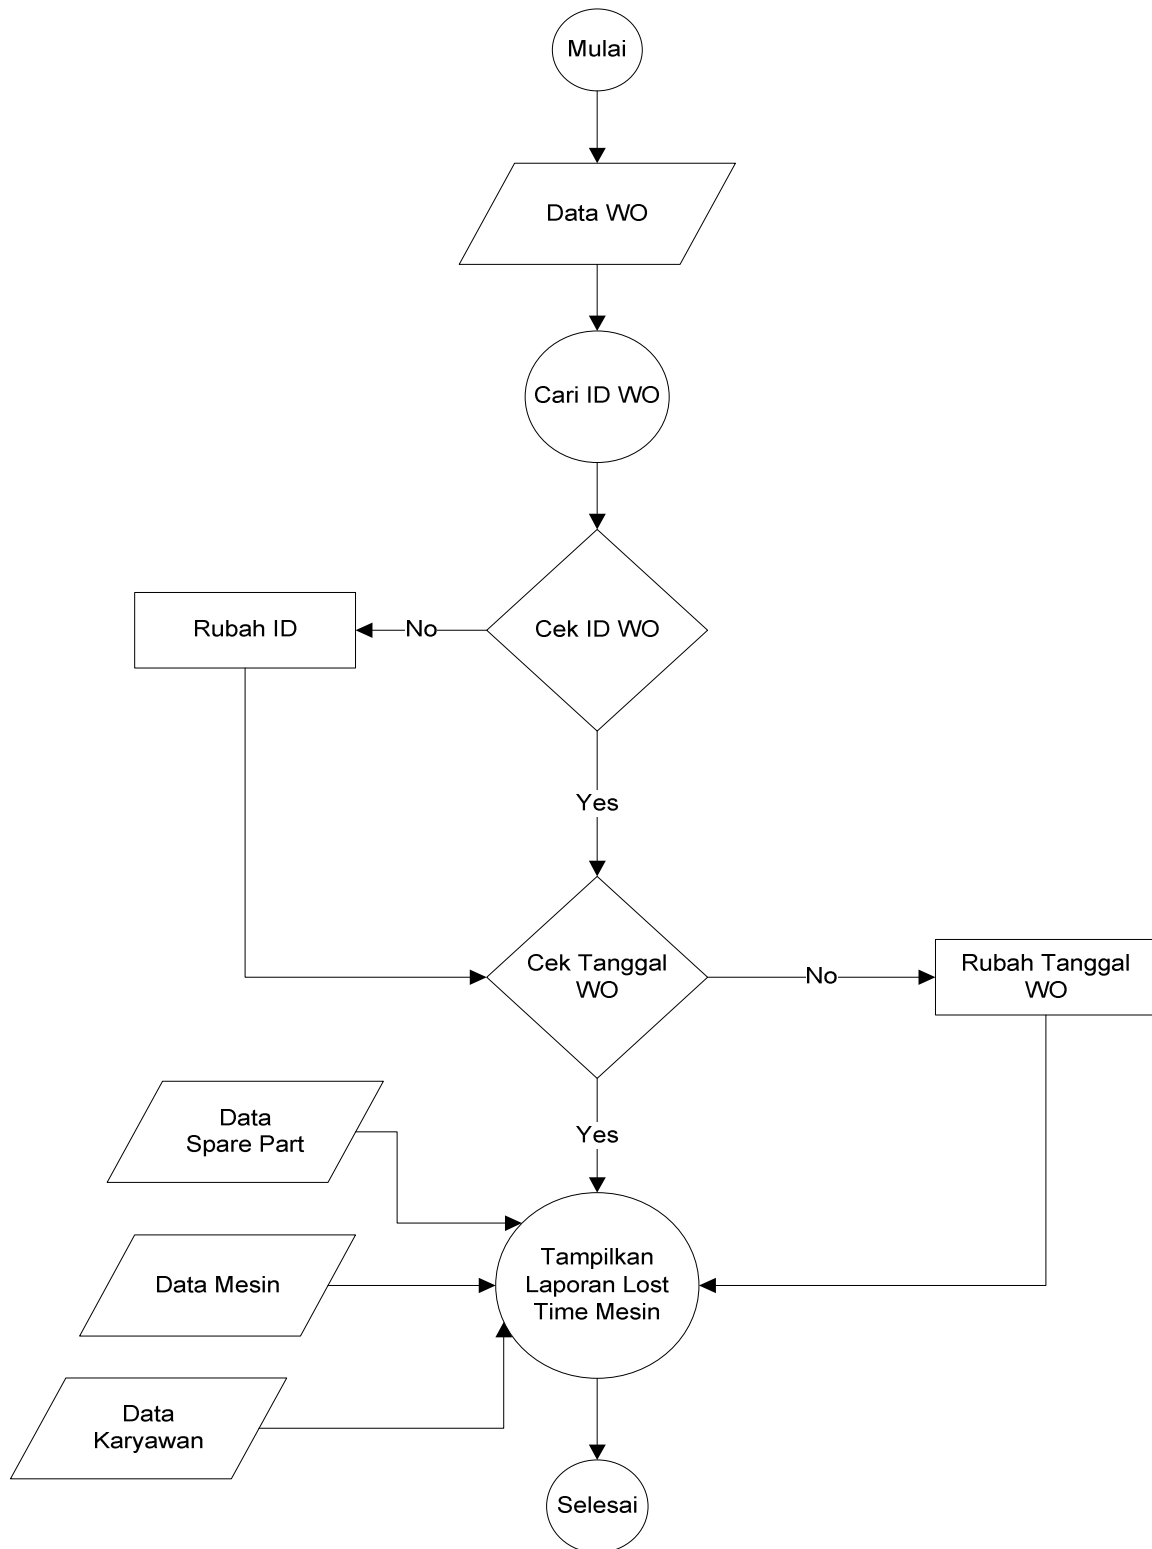 Mulai
Data WO
Cari ID WO
Rubah ID
No
Cek ID WO
Yes
Cek Tanggal
WO
No
Rubah Tanggal
WO
Data
Spare Part
Yes
Data Mesin
Tampilkan
Laporan Lost
Time Mesin
Data
Karyawan
Selesai